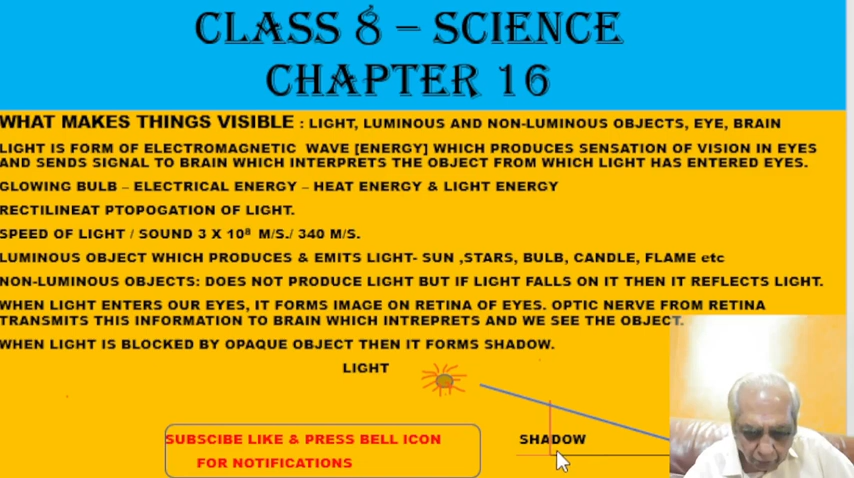 CLASS 8 – SCIENCE
CHAPTER 16
WHAT MAKES THINGS VISIBLE : LIGHT, LUMINOUS AND NON-LUMINOUS OBJECTS, EYE, BRAIN
LIGHT IS FORM OF ELECTROMAGNETIC WAVE [ENERGY] WHICH PRODUCES SENSATION OF VISION IN EYES
AND SENDS SIGNAL TO BRAIN WHICH INTERPRETS THE OBJECT FROM WHICH LIGHT HAS ENTERED EYES.
GLOWING BULB – ELECTRICAL ENERGY – HEAT ENERGY & LIGHT ENERGY
RECTILINEAT PTOPOGATION OF LIGHT.
SPEED OF LIGHT / SOUND 3 X 10⁸ M/S./ 340 M/S.
LUMINOUS OBJECT WHICH PRODUCES & EMITS LIGHT- SUN ,STARS, BULB, CANDLE, FLAME etc
NON-LUMINOUS OBJECTS: DOES NOT PRODUCE LIGHT BUT IF LIGHT FALLS ON IT THEN IT REFLECTS LIGHT.
WHEN LIGHT ENTERS OUR EYES, IT FORMS IMAGE ON RETINA OF EYES. OPTIC NERVE FROM RETINA
TRANSMITS THIS INFORMATION TO BRAIN WHICH INTREPRETS AND WE SEE THE OBJECT.
WHEN LIGHT IS BLOCKED BY OPAQUE OBJECT THEN IT FORMS SHADOW.
LIGHT
SHADOW
SUBSCIBE LIKE & PRESS BELL ICON
FOR NOTIFICATIONS